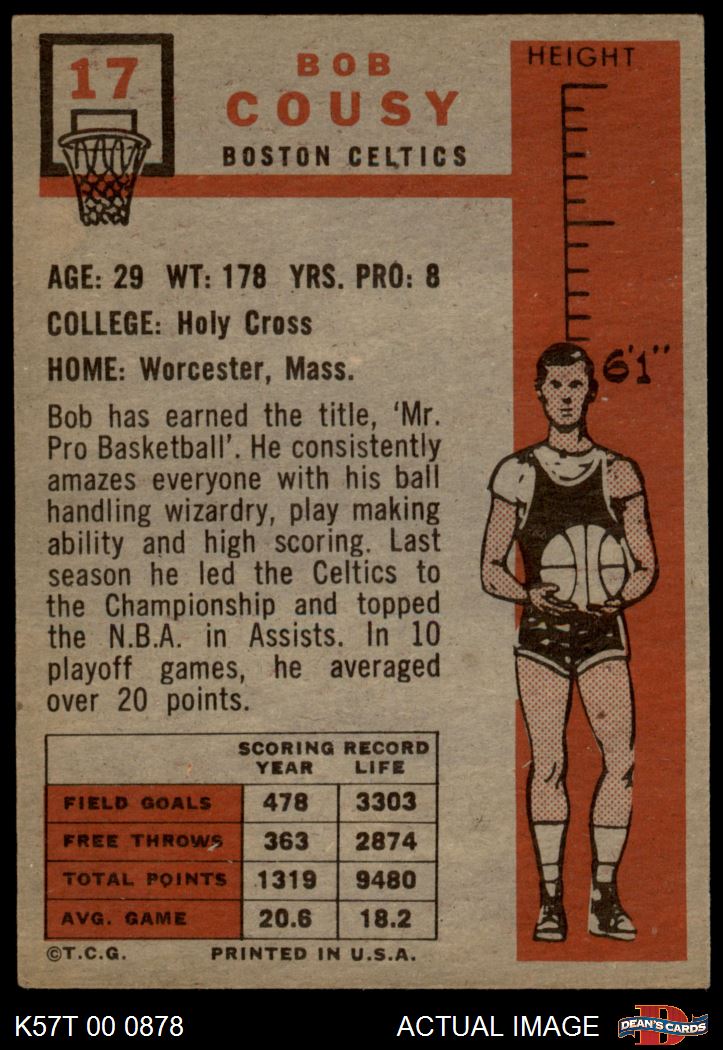 17
BOB
COUSY
BOSTON CELTICS
HEIGHT
6'1"
AGE: 29 WT: 178 YRS. PRO: 8
COLLEGE: Holy Cross
HOME: Worcester, Mass.
Bob has earned the title, 'Mr.
Pro Basketball'. He consistently
amazes everyone with his ball
handling wizardry, play making
ability and high scoring. Last
season he led the Celtics to
the Championship and topped
the N.B.A. in Assists. In 10
playoff games, he averaged
over 20 points.
SCORING RECORD
YEAR LIFE
FIELD GOALS 478 3303
FREE THROWS 363 2874
TOTAL POINTS 1319 9480
AVG. GAME 20.6 18.2
©T.C.G. PRINTED IN U.S.A.
K57T 00 0878 ACTUAL IMAGE
D
DEAN'S CARDS